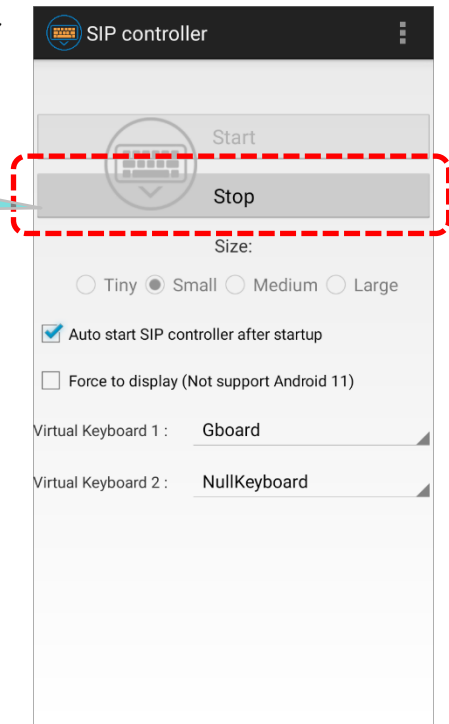 SIP controller
Start
Stop
Size:
Tiny Small Medium Large
Auto start SIP controller after startup
Force to display (Not support Android 11)
Virtual Keyboard 1 : Gboard
Virtual Keyboard 2 : NullKeyboard